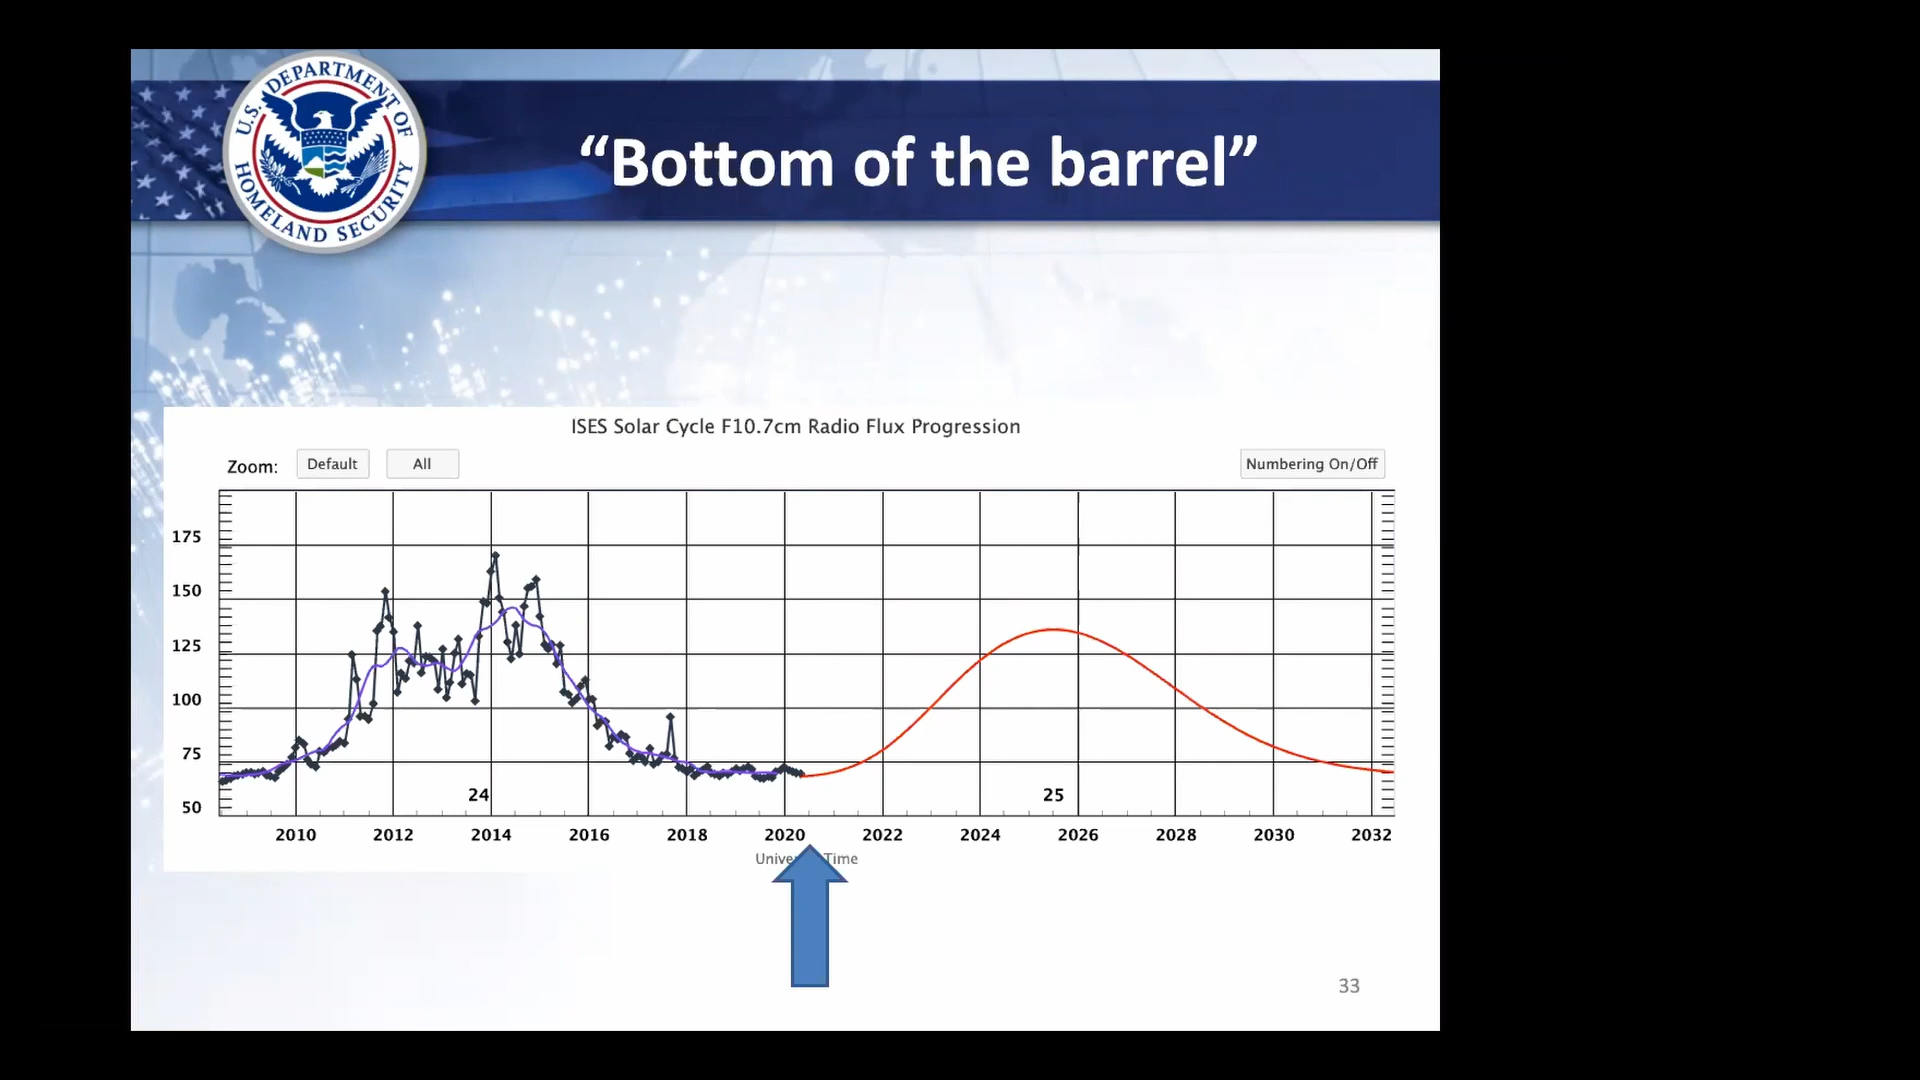 U.S. DEPARTMENT OF
HOMELAND SECURITY
“Bottom of the barrel”
ISES Solar Cycle F10.7cm Radio Flux Progression
Zoom: Default All Numbering On/Off
175
150
125
100
75
50
24 25
2010 2012 2014 2016 2018 2020 2022 2024 2026 2028 2030 2032
Time
33